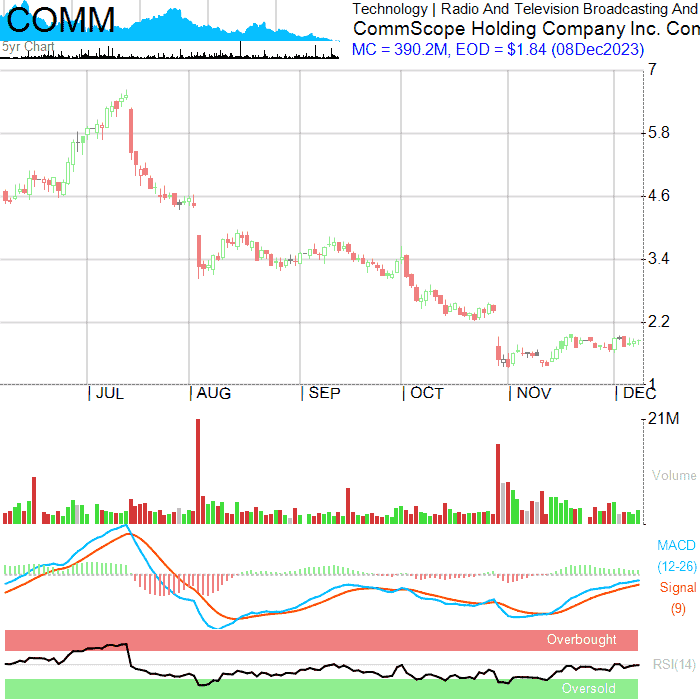 COMM
5yr Chart
Technology | Radio And Television Broadcasting And
CommScope Holding Company Inc. Con
MC = 390.2M, EOD = $1.84 (08Dec2023)
7
5.8
4.6
3.4
2.2
1
| JUL | AUG | SEP | OCT | NOV | DEC
21M
Volume
MACD
(12-26)
Signal
(9)
Overbought
RSI(14)
Oversold